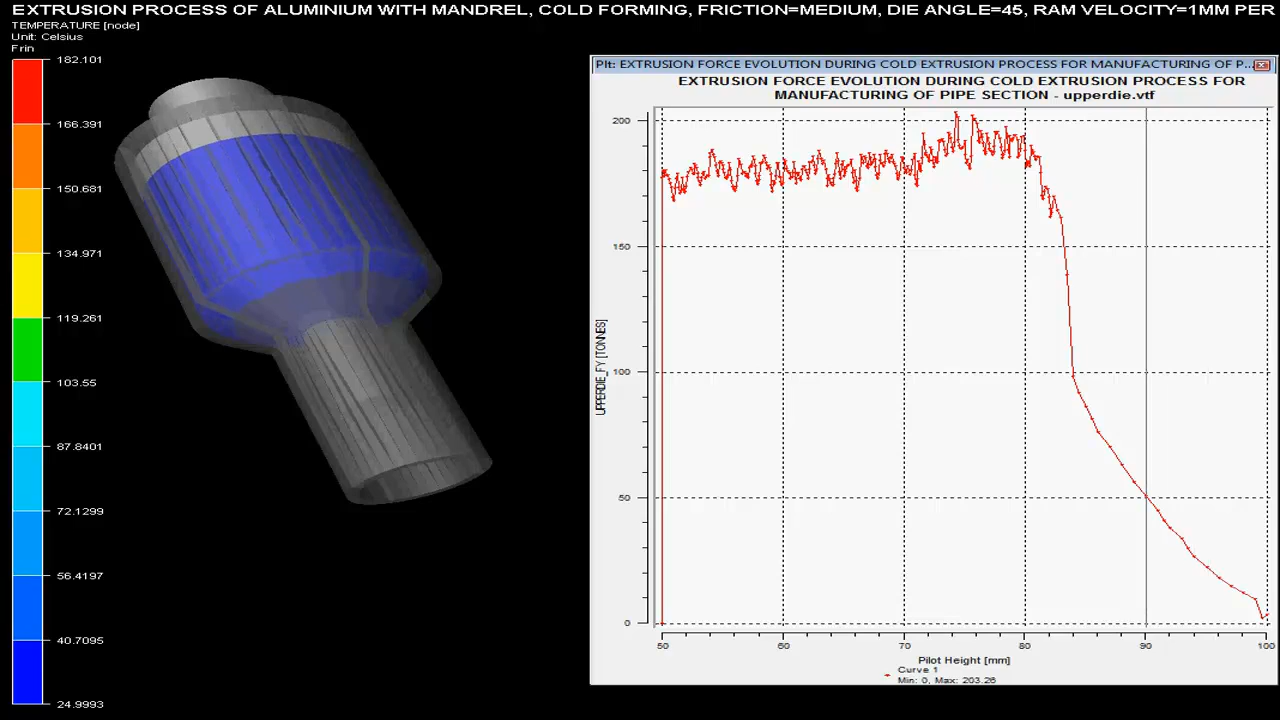 EXTRUSION PROCESS OF ALUMINIUM WITH MANDREL, COLD FORMING, FRICTION=MEDIUM, DIE ANGLE=45, RAM VELOCITY=1MM PER
TEMPERATURE [node]
Unit: Celsius
Frin
182.101
166.391
150.681
134.971
119.261
103.55
87.8401
72.1299
56.4197
40.7095
24.9993
Plt: EXTRUSION FORCE EVOLUTION DURING COLD EXTRUSION PROCESS FOR MANUFACTURING OF P...
EXTRUSION FORCE EVOLUTION DURING COLD EXTRUSION PROCESS FOR
MANUFACTURING OF PIPE SECTION - upperdie.vtf
200
150
100
50
0
UPPERDIE_FY [TONNES]
50 60 70 80 90 100
Pilot Height [mm]
Curve 1
Min: 0, Max: 203.26